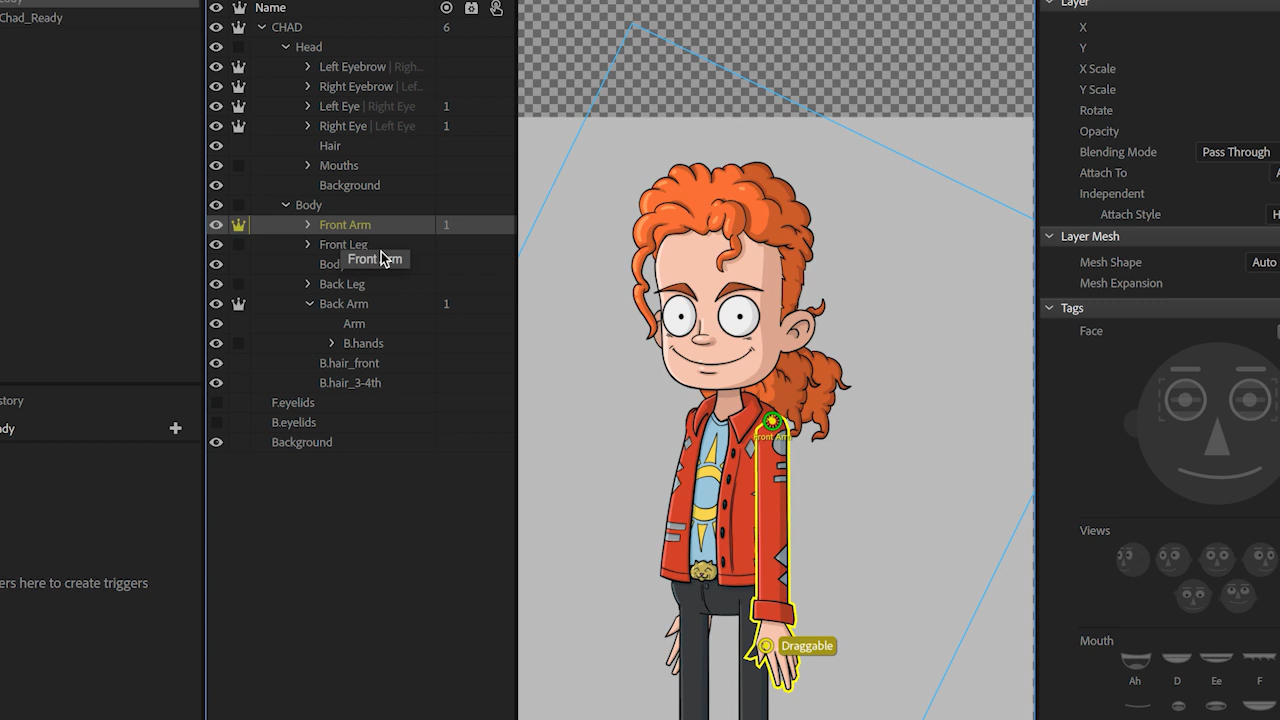 Chad_Ready
story
dy
ers here to create triggers
Name
CHAD 6
Head
Left Eyebrow | Righ...
Right Eyebrow | Lef...
Left Eye | Right Eye 1
Right Eye | Left Eye 1
Hair
Mouths
Background
Body
Front Arm 1
Front Leg
Body
Front Arm
Back Leg
Back Arm 1
Arm
B.hands
B.hair_front
B.hair_3-4th
F.eyelids
B.eyelids
Background
Front Arm
Draggable
Layer
X
Y
X Scale
Y Scale
Rotate
Opacity
Blending Mode Pass Through
Attach To A
Independent
Attach Style H
Layer Mesh
Mesh Shape Auto
Mesh Expansion
Tags
Face
Views
Mouth
Ah D Ee F